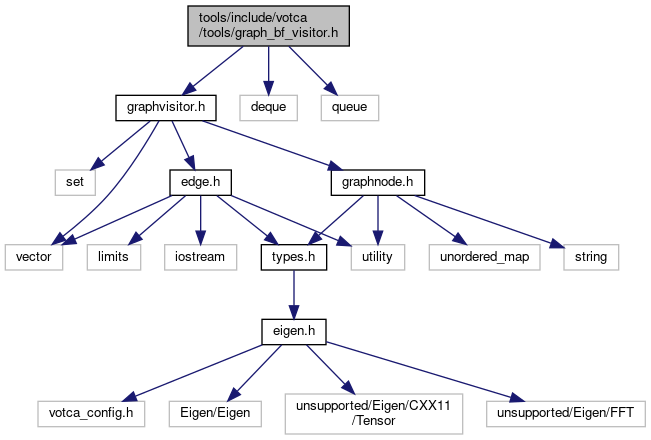 tools/include/votca
/tools/graph_bf_visitor.h
graphvisitor.h
deque
queue
set
edge.h
graphnode.h
vector
limits
iostream
types.h
utility
unordered_map
string
eigen.h
votca_config.h
Eigen/Eigen
unsupported/Eigen/CXX11
/Tensor
unsupported/Eigen/FFT